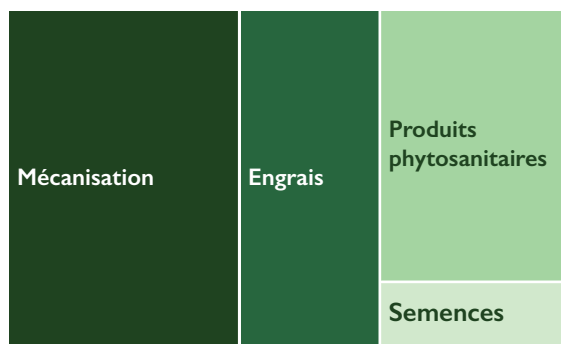 Mécanisation
Engrais
Produits
phytosanitaires
Semences